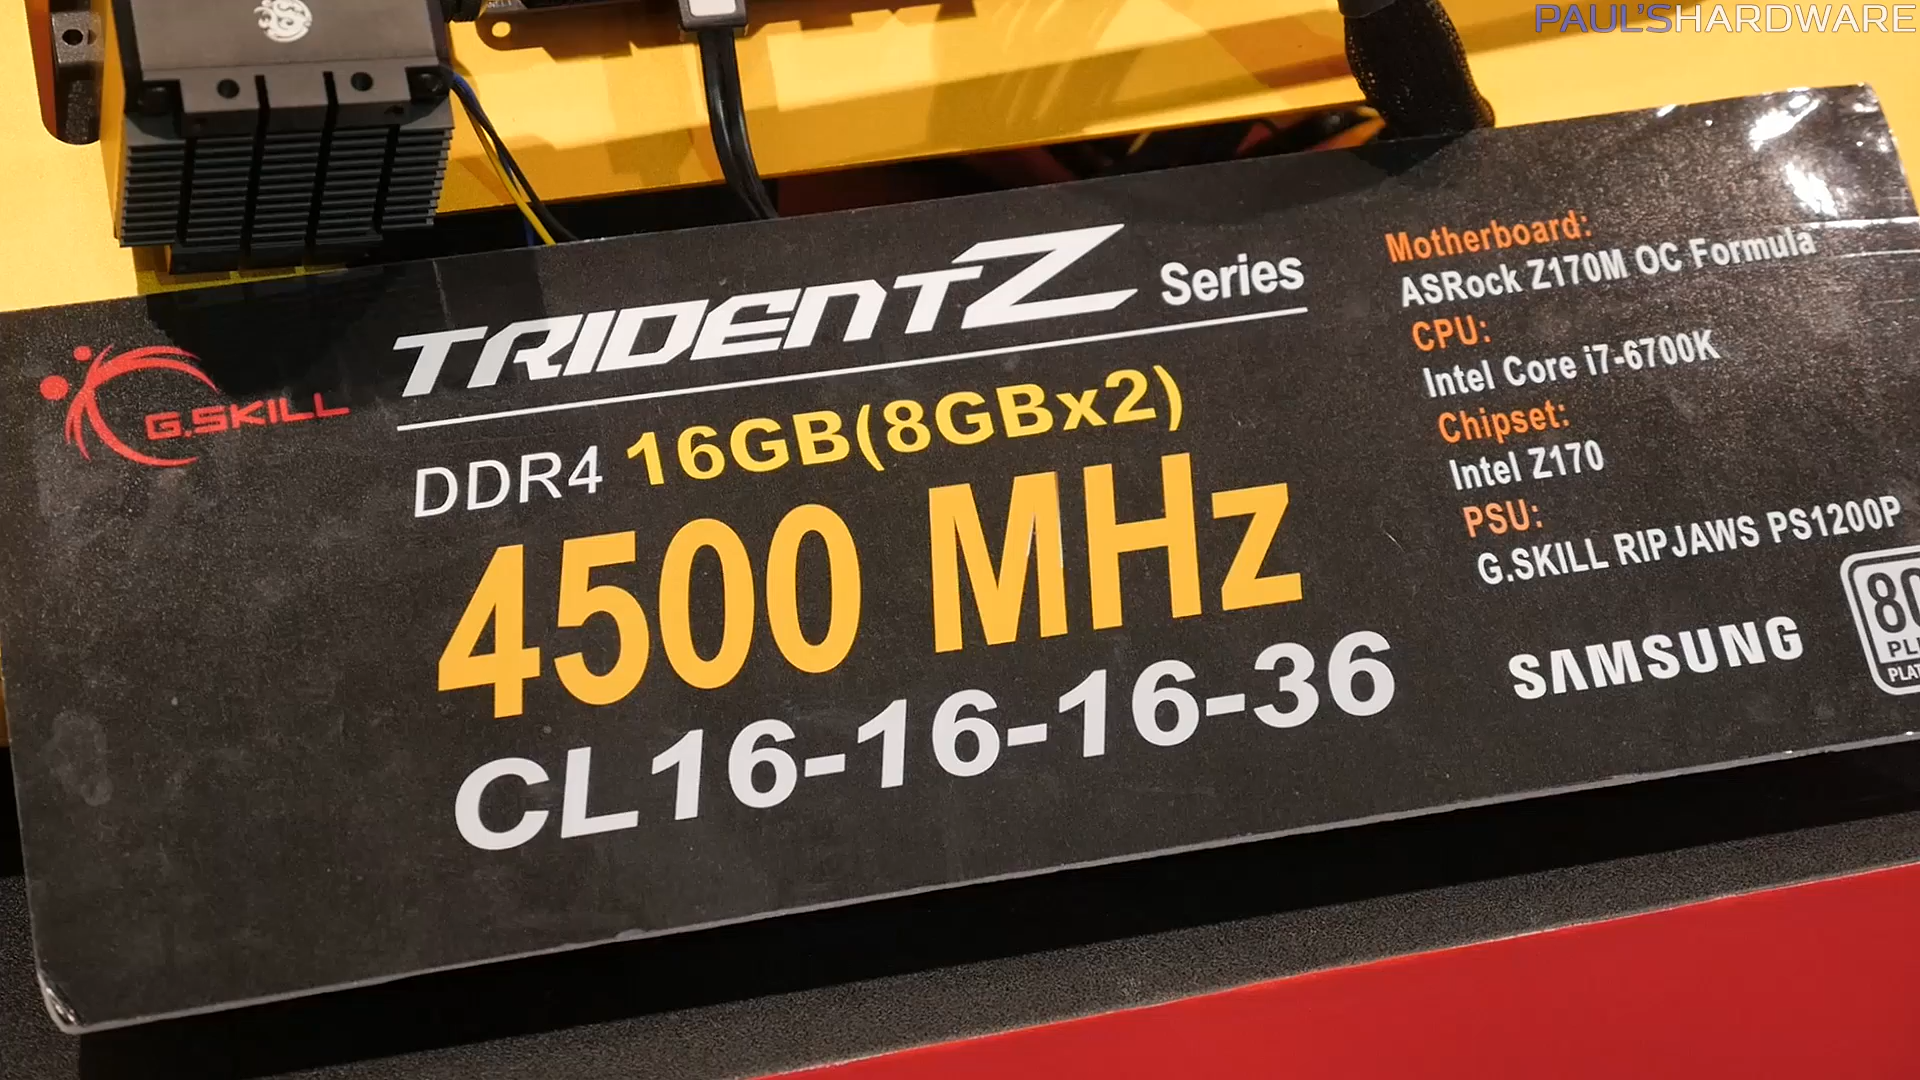 PAUL'SHARDWARE
G.SKILL
TRIDENTZ Series
DDR4 16GB(8GBx2)
4500 MHz
CL16-16-16-36
Motherboard:
ASRock Z170M OC Formula
CPU:
Intel Core i7-6700K
Chipset:
Intel Z170
PSU:
G.SKILL RIPJAWS PS1200P
SAMSUNG